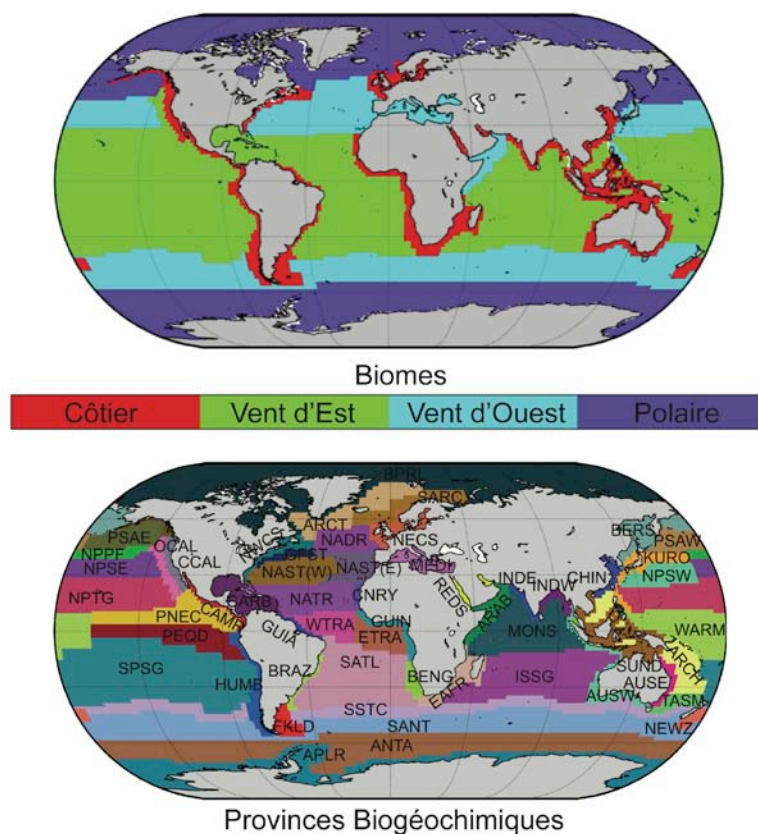 Biomes
Côtier Vent d'Est Vent d'Ouest Polaire
BPRL
SARC
ARCT
PSAE
NADR
NECS
BERS
PSAW
OCAL
CCAL
NPPF
GFST
MEDI
KURO
NPSE
NAST(W)
NAST(E)
INDE
INDW
CHIN
NPSW
REDS
NPTG
CARB
NATR
CNRY
ARAB
PNEC
CAMR
GUIA
WTRA
GUIN
ETRA
MONS
WARM
PEQD
SPSG
HUMB
BRAZ
SATL
BENG
EAFR
ISSG
SUND
ARCH
AUSW
AUSE
TASM
SSTC
FKLD
SANT
NEWZ
APLR
ANTA
Provinces Biogéochimiques